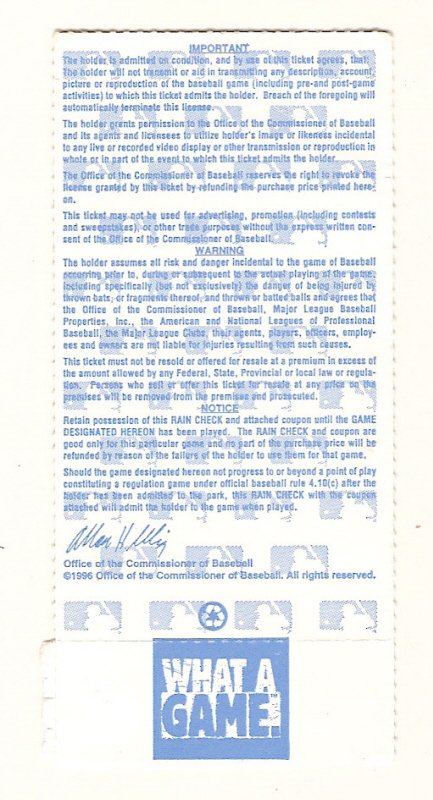 IMPORTANT
The holder is admitted on condition, and by use of this ticket agrees, that:
The holder will not transmit or aid in transmitting any description, account,
picture or reproduction of the baseball game (including pre-and post-game
activities) to which this ticket admits the holder. Breach of the foregoing will
automatically terminate this license.
The holder grants permission to the Office of the Commissioner of Baseball
and its agents and licensees to utilize holder's image or likeness incidental
to any live or recorded video display or other transmission or reproduction in
whole or in part of the event to which this ticket admits the holder.
The Office of the Commissioner of Baseball reserves the right to revoke the
license granted by this ticket by refunding the purchase price printed here-
on.
This ticket may not be used for advertising, promotion (including contests
and sweepstakes), or other trade purposes without the express written con-
sent of the Office of the Commissioner of Baseball.
WARNING
The holder assumes all risk and danger incidental to the game of Baseball
occurring prior to, during or subsequent to the actual playing of the game,
including specifically (but not exclusively) the danger of being injured by
thrown bats, or fragments thereof, and thrown or batted balls and agrees that
the Office of the Commissioner of Baseball, Major League Baseball
Properties, Inc., the American and National Leagues of Professional
Baseball, the Major League Clubs, their agents, players, officers, employ-
ees and owners are not liable for injuries resulting from such causes.
This ticket must not be resold or offered for resale at a premium in excess of
the amount allowed by any Federal, State, Provincial or local law or regula-
tion. Persons who sell or offer this ticket for resale at any price on the
premises will be removed from the premises and prosecuted.
NOTICE
Retain possession of this RAIN CHECK and attached coupon until the GAME
DESIGNATED HEREON has been played. The RAIN CHECK and coupon are
good only for this particular game and no part of the purchase price will be
refunded by reason of the failure of the holder to use them for that game.
Should the game designated hereon not progress to or beyond a point of play
constituting a regulation game under official baseball rule 4.10(c) after the
holder has been admitted to the park, this RAIN CHECK with the coupon
attached will admit the holder to the game when played.
Office of the Commissioner of Baseball
©1996 Office of the Commissioner of Baseball. All rights reserved.
WHAT A
GAME.